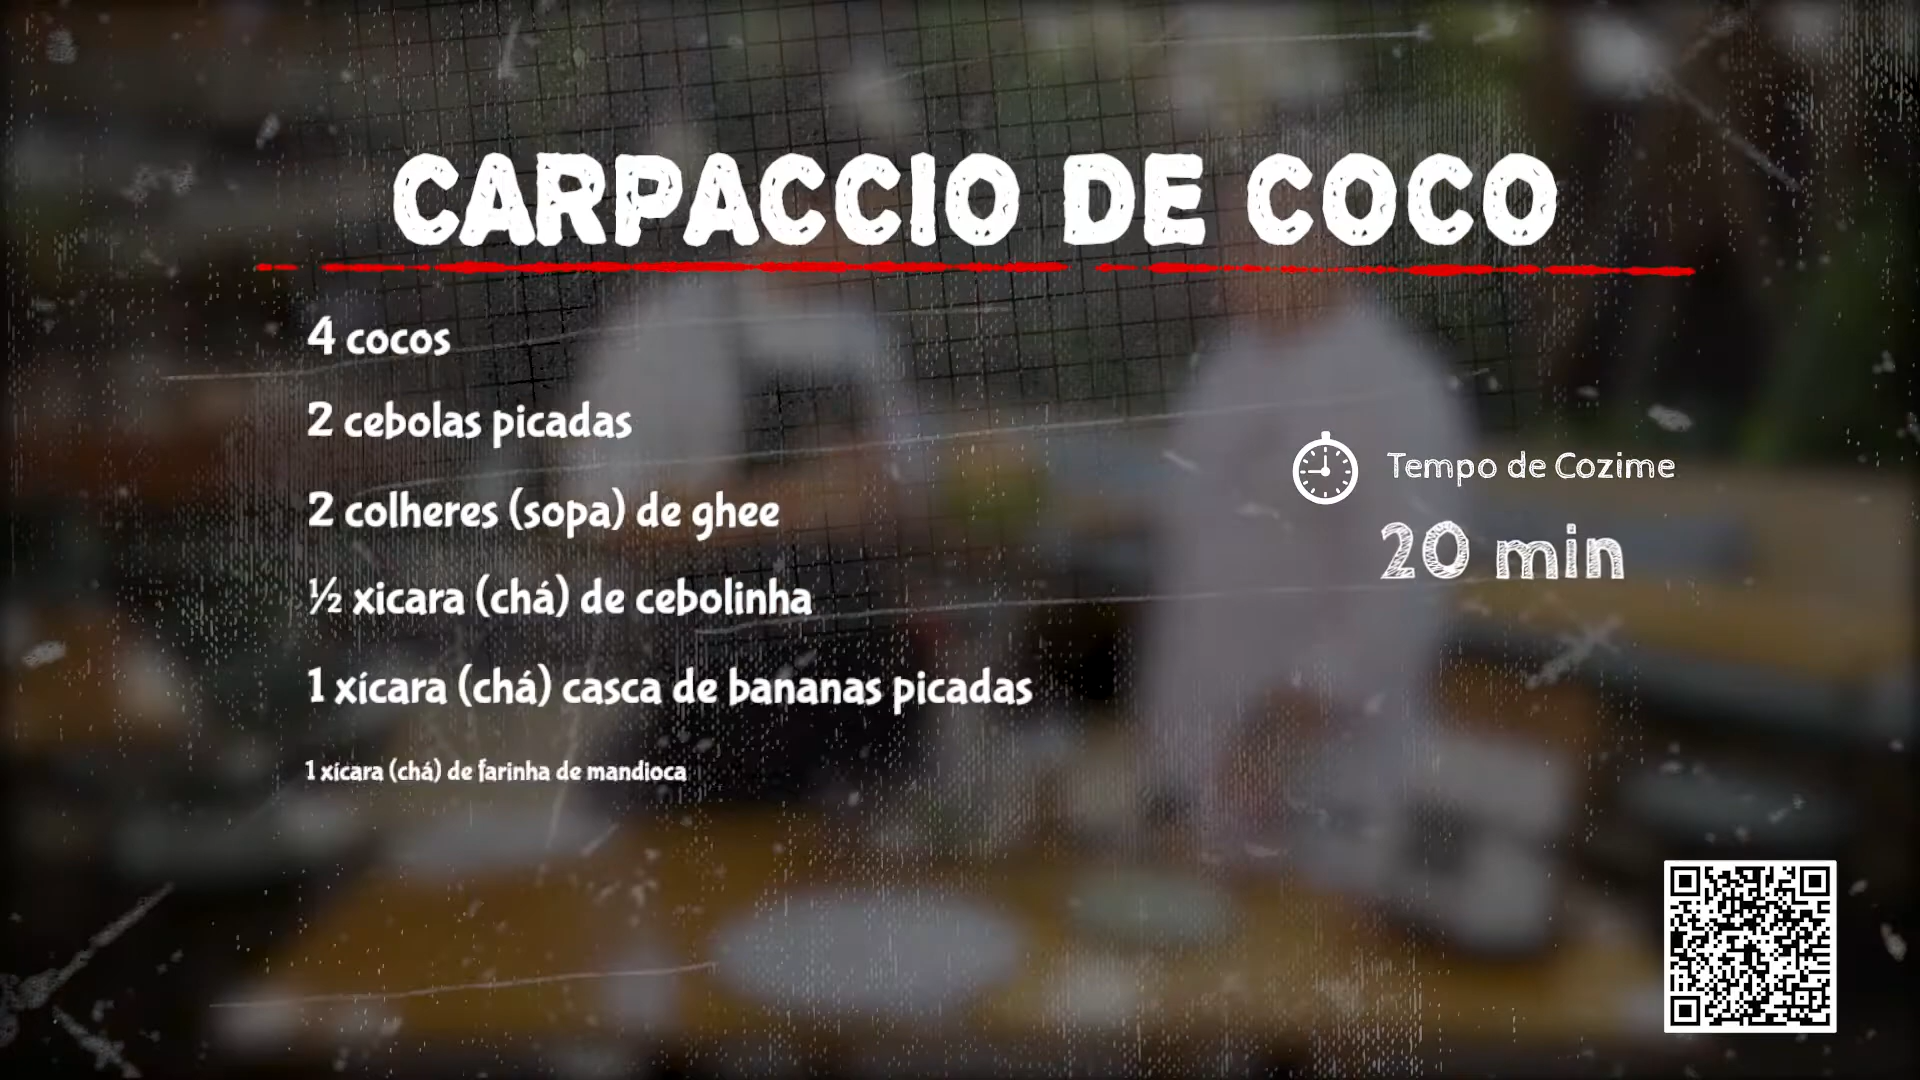 CARPACCIO DE COCO
4 cocos
2 cebolas picadas
2 colheres (sopa) de ghee
½ xicara (chá) de cebolinha
1 xícara (chá) casca de bananas picadas
1 xícara (chá) de farinha de mandioca
Tempo de Cozime
20 min